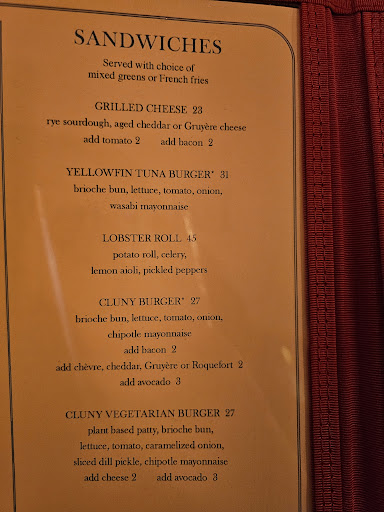 SANDWICHES
Served with choice of
mixed greens or French fries
GRILLED CHEESE 23
rye sourdough, aged cheddar or Gruyère cheese
add tomato 2 add bacon 2
YELLOWFIN TUNA BURGER* 31
brioche bun, lettuce, tomato, onion,
wasabi mayonnaise
LOBSTER ROLL 45
potato roll, celery,
lemon aioli, pickled peppers
CLUNY BURGER* 27
brioche bun, lettuce, tomato, onion,
chipotle mayonnaise
add bacon 2
add chèvre, cheddar, Gruyère or Roquefort 2
add avocado 3
CLUNY VEGETARIAN BURGER 27
plant based patty, brioche bun,
lettuce, tomato, caramelized onion,
sliced dill pickle, chipotle mayonnaise
add cheese 2 add avocado 3